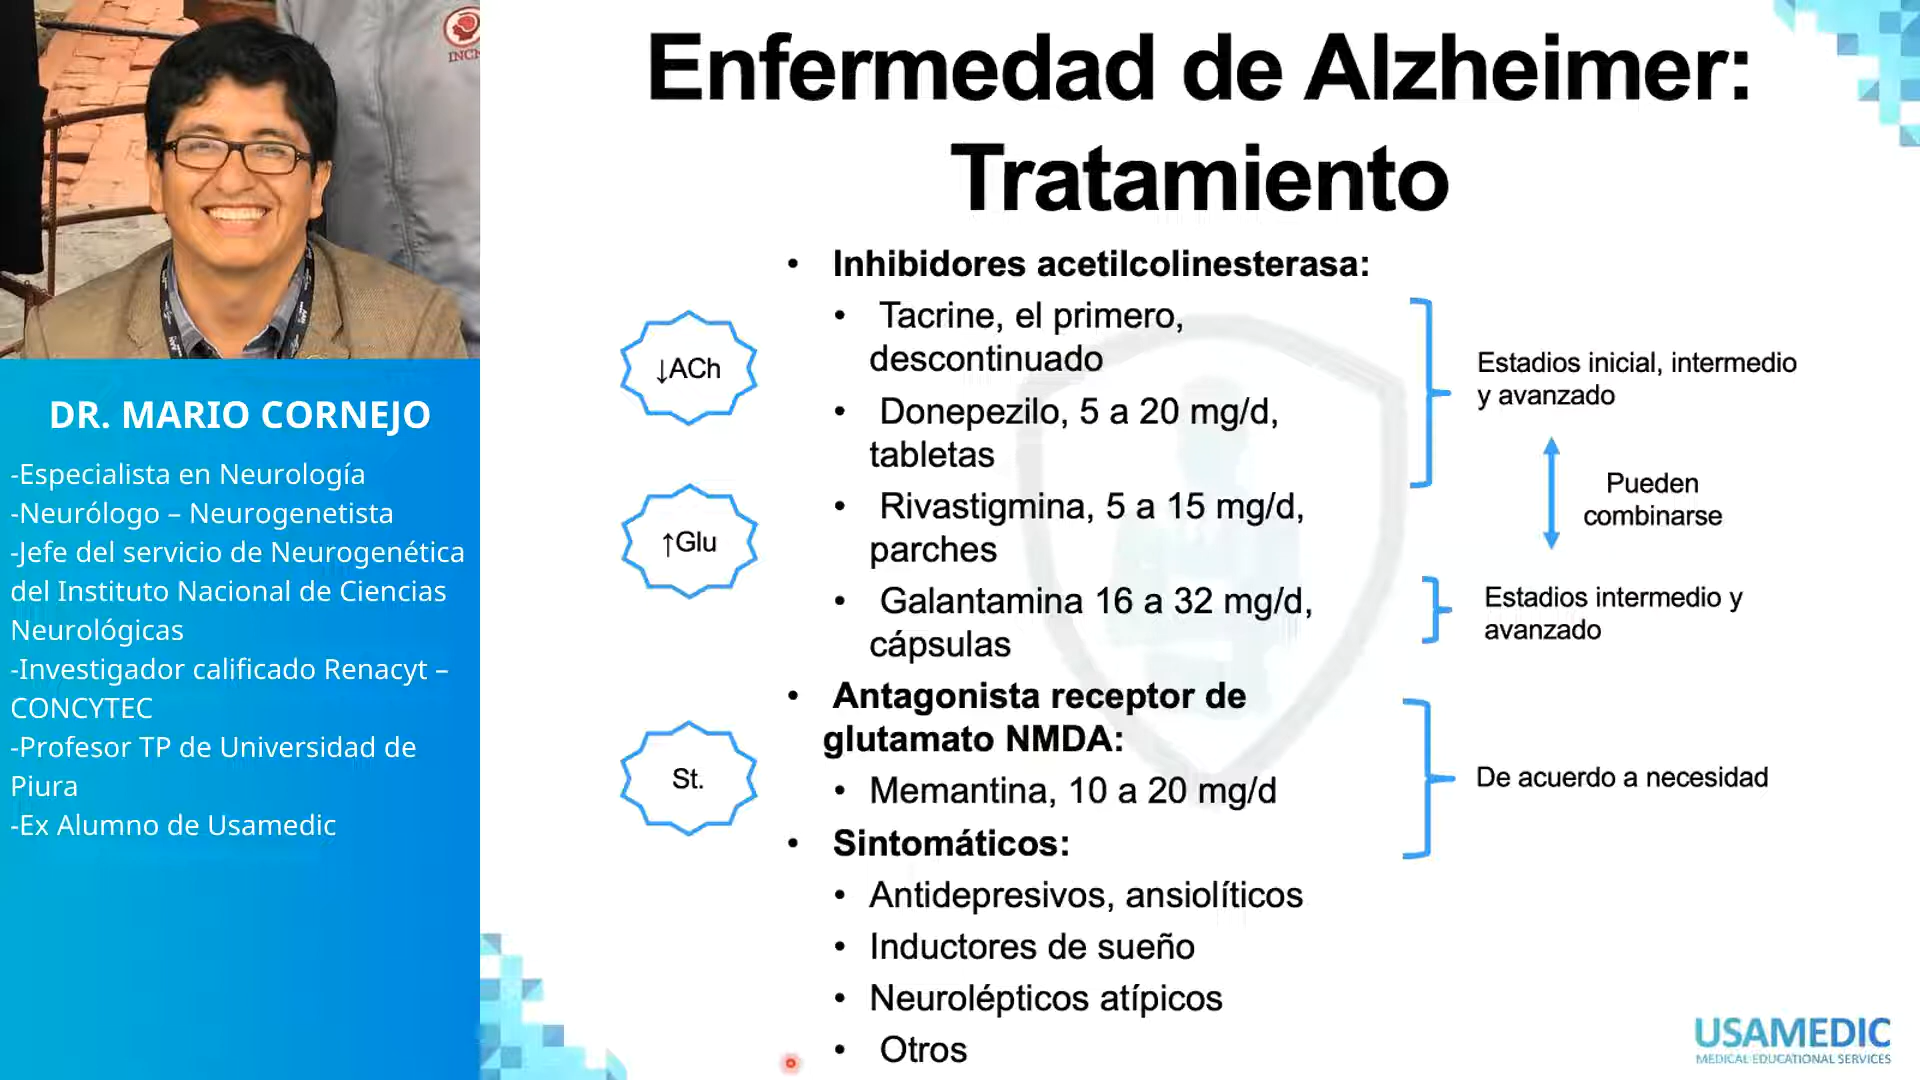 INCN
DR. MARIO CORNEJO
-Especialista en Neurología
-Neurólogo – Neurogenetista
-Jefe del servicio de Neurogenética
del Instituto Nacional de Ciencias
Neurológicas
-Investigador calificado Renacyt –
CONCYTEC
-Profesor TP de Universidad de
Piura
-Ex Alumno de Usamedic
Enfermedad de Alzheimer:
Tratamiento
• Inhibidores acetilcolinesterasa:
• Tacrine, el primero,
descontinuado
• Donepezilo, 5 a 20 mg/d,
tabletas
• Rivastigmina, 5 a 15 mg/d,
parches
• Galantamina 16 a 32 mg/d,
cápsulas
• Antagonista receptor de
glutamato NMDA:
• Memantina, 10 a 20 mg/d
• Sintomáticos:
• Antidepresivos, ansiolíticos
• Inductores de sueño
• Neurolépticos atípicos
• Otros
↓ACh
↑Glu
St.
Estadios inicial, intermedio
y avanzado
Pueden
combinarse
Estadios intermedio y
avanzado
De acuerdo a necesidad
USAMEDIC
MEDICAL EDUCATIONAL SERVICES